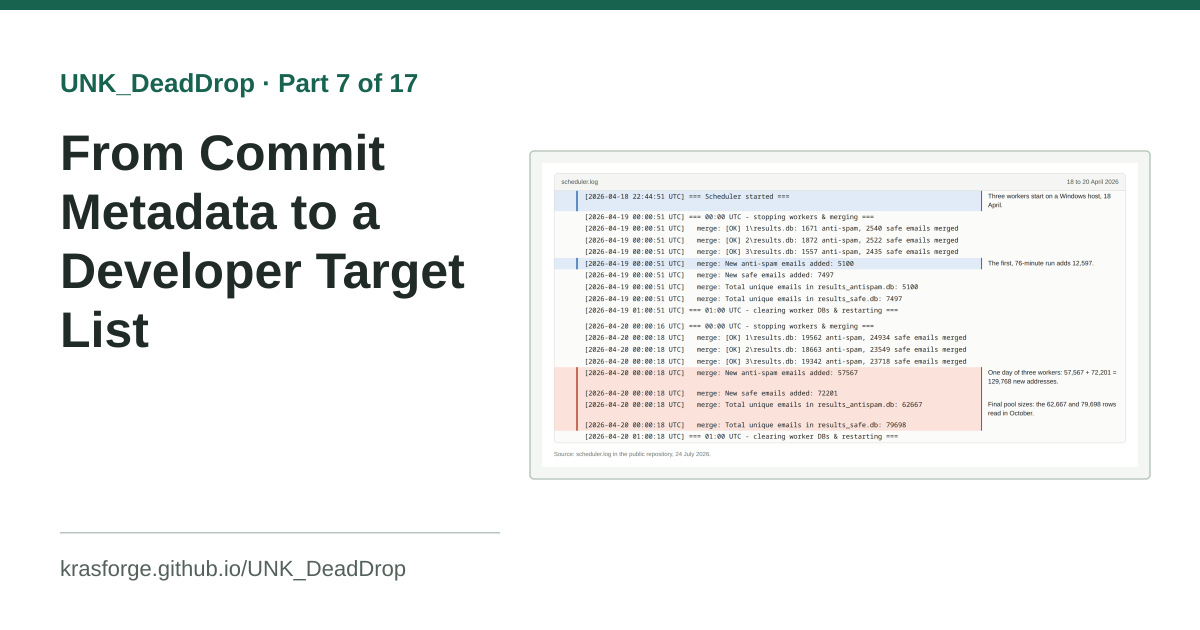 UNK_DeadDrop · Part 7 of 17
From Commit
Metadata to a
Developer Target
List
scheduler.log
18 to 20 April 2026
[2026-04-18 22:44:51 UTC] === Scheduler started ===
Three workers start on a Windows host, 18
April.
[2026-04-19 00:00:51 UTC] === 00:00 UTC - stopping workers & merging ===
[2026-04-19 00:00:51 UTC]   merge: [OK] 1\results.db: 1671 anti-spam, 2540 safe emails merged
[2026-04-19 00:00:51 UTC]   merge: [OK] 2\results.db: 1872 anti-spam, 2522 safe emails merged
[2026-04-19 00:00:51 UTC]   merge: [OK] 3\results.db: 1557 anti-spam, 2435 safe emails merged
[2026-04-19 00:00:51 UTC]   merge: New anti-spam emails added: 5100
The first, 76-minute run adds 12,597.
[2026-04-19 00:00:51 UTC]   merge: New safe emails added: 7497
[2026-04-19 00:00:51 UTC]   merge: Total unique emails in results_antispam.db: 5100
[2026-04-19 00:00:51 UTC]   merge: Total unique emails in results_safe.db: 7497
[2026-04-19 01:00:51 UTC] === 01:00 UTC - clearing worker DBs & restarting ===
[2026-04-20 00:00:16 UTC] === 00:00 UTC - stopping workers & merging ===
[2026-04-20 00:00:18 UTC]   merge: [OK] 1\results.db: 19562 anti-spam, 24934 safe emails merged
[2026-04-20 00:00:18 UTC]   merge: [OK] 2\results.db: 18663 anti-spam, 23549 safe emails merged
[2026-04-20 00:00:18 UTC]   merge: [OK] 3\results.db: 19342 anti-spam, 23718 safe emails merged
[2026-04-20 00:00:18 UTC]   merge: New anti-spam emails added: 57567
One day of three workers: 57,567 + 72,201 =
129,768 new addresses.
[2026-04-20 00:00:18 UTC]   merge: New safe emails added: 72201
[2026-04-20 00:00:18 UTC]   merge: Total unique emails in results_antispam.db: 62667
Final pool sizes: the 62,667 and 79,698 rows
read in October.
[2026-04-20 00:00:18 UTC]   merge: Total unique emails in results_safe.db: 79698
[2026-04-20 01:00:18 UTC] === 01:00 UTC - clearing worker DBs & restarting ===
Source: scheduler.log in the public repository, 24 July 2026.
krasforge.github.io/UNK_DeadDrop